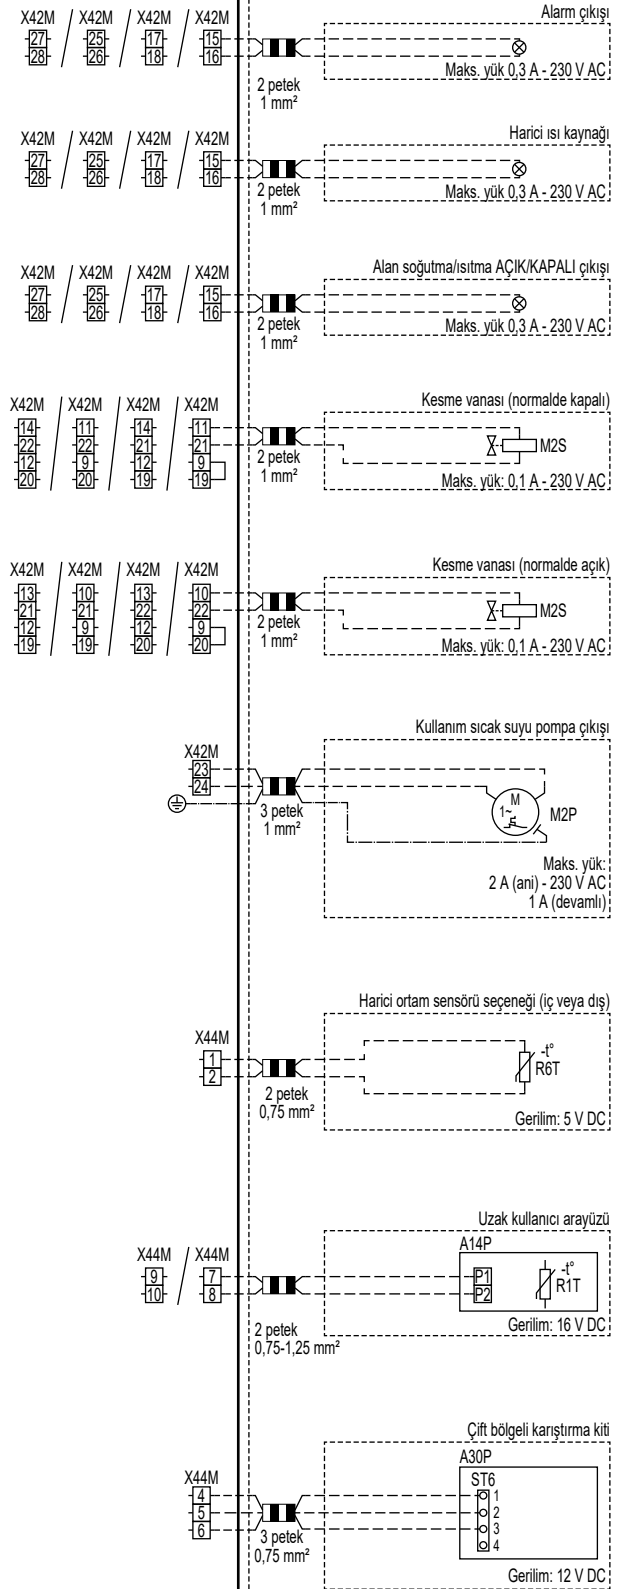 Alarm çıkışı
X42M / X42M / X42M / X42M
27 25 17 15
28 26 18 16
2 petek
1 mm²
Maks. yük 0,3 A - 230 V AC
Harici ısı kaynağı
X42M / X42M / X42M / X42M
27 25 17 15
28 26 18 16
2 petek
1 mm²
Maks. yük 0,3 A - 230 V AC
Alan soğutma/ısıtma AÇIK/KAPALI çıkışı
X42M / X42M / X42M / X42M
27 25 17 15
28 26 18 16
2 petek
1 mm²
Maks. yük 0,3 A - 230 V AC
Kesme vanası (normalde kapalı)
X42M / X42M / X42M / X42M
14 11 14 11
22 22 21 21
12 9 12 9
20 20 19 19
2 petek
1 mm²
M2S
Maks. yük: 0,1 A - 230 V AC
Kesme vanası (normalde açık)
X42M / X42M / X42M / X42M
13 10 13 10
21 21 22 22
12 9 12 9
19 19 20 20
2 petek
1 mm²
M2S
Maks. yük: 0,1 A - 230 V AC
Kullanım sıcak suyu pompa çıkışı
X42M
23
24
3 petek
1 mm²
M
1~
M2P
Maks. yük:
2 A (ani) - 230 V AC
1 A (devamlı)
Harici ortam sensörü seçeneği (iç veya dış)
X44M
1
2
2 petek
0,75 mm²
-t°
R6T
Gerilim: 5 V DC
Uzak kullanıcı arayüzü
X44M / X44M
9 7
10 8
2 petek
0,75-1,25 mm²
A14P
P1
P2
-t°
R1T
Gerilim: 16 V DC
Çift bölgeli karıştırma kiti
X44M
4
5
6
3 petek
0,75 mm²
A30P
ST6
1
2
3
4
Gerilim: 12 V DC